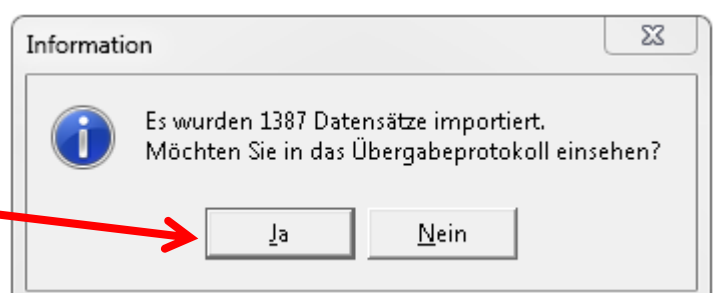 Information
Es wurden 1387 Datensätze importiert.
Möchten Sie in das Übergabeprotokoll einsehen?
Ja
Nein